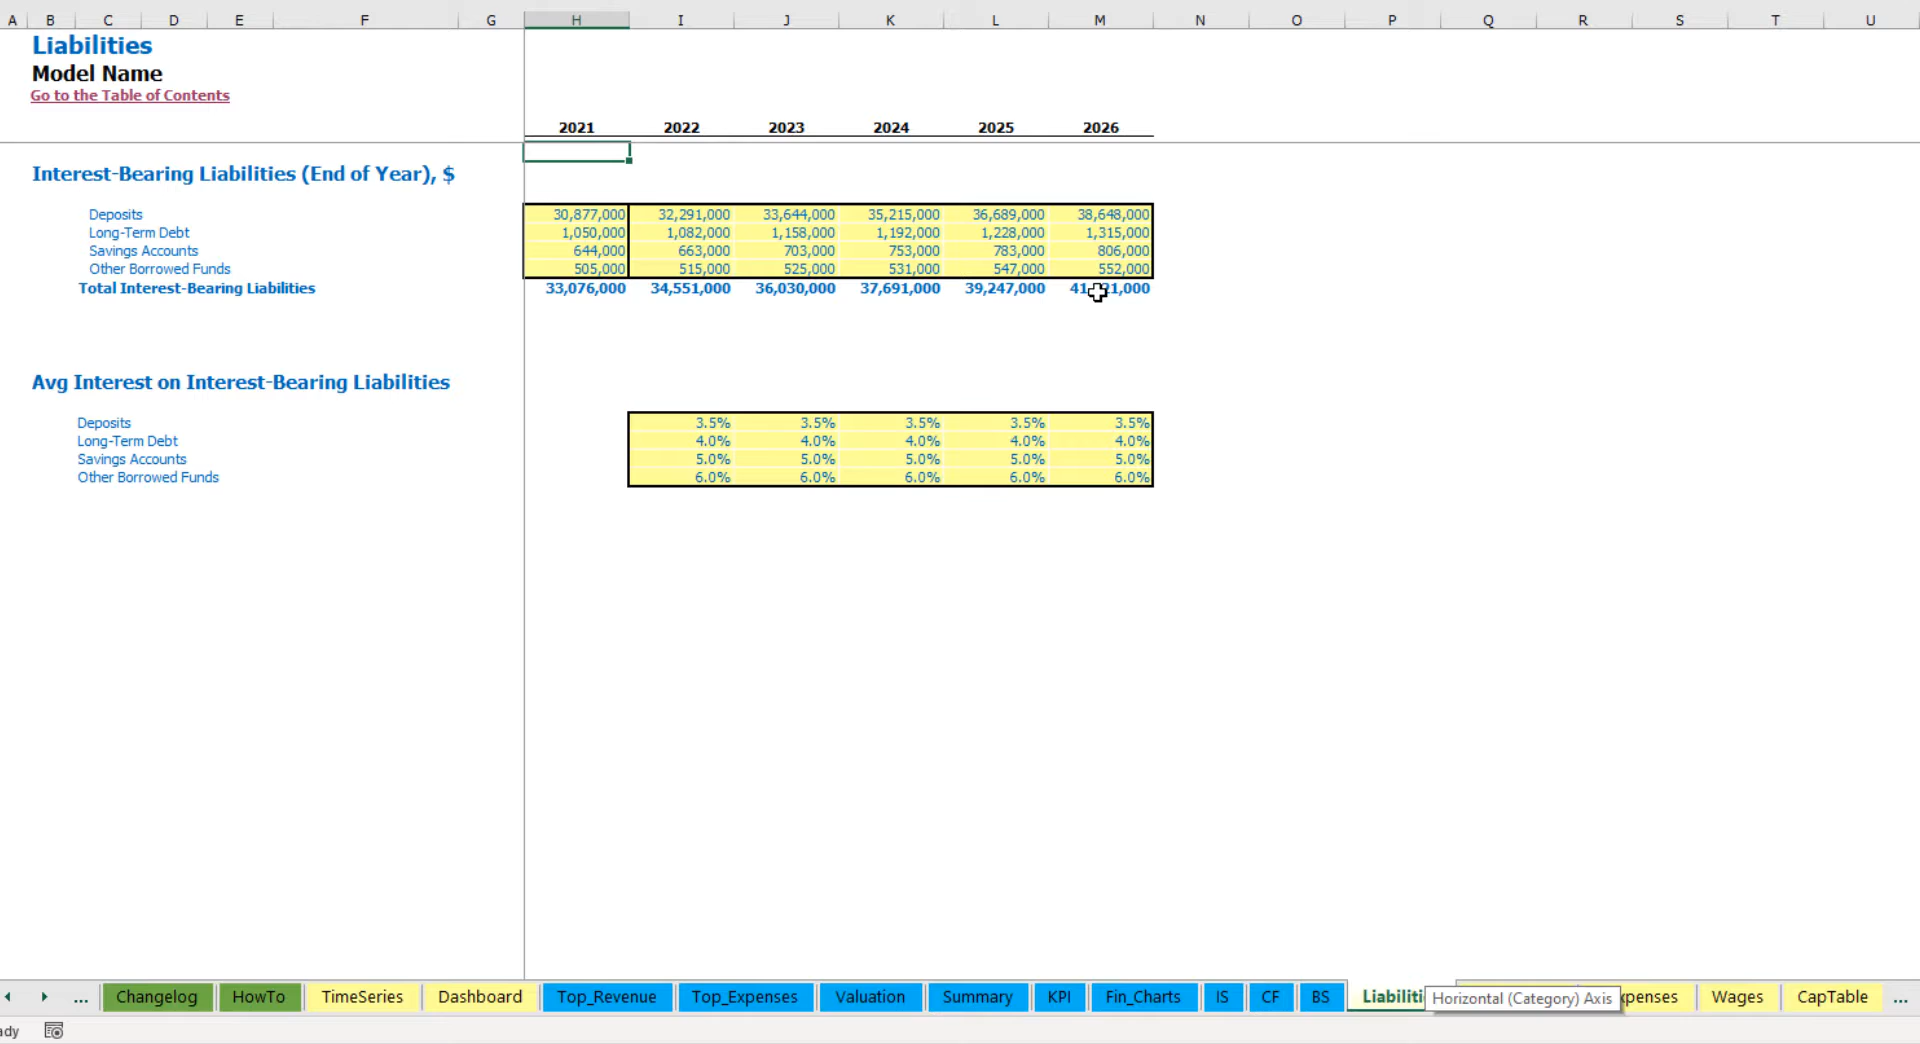 A B C D E F G H I J K L M N O P Q R S T U
Liabilities
Model Name
Go to the Table of Contents
2021 2022 2023 2024 2025 2026
Interest-Bearing Liabilities (End of Year), $
Deposits 30,877,000 32,291,000 33,644,000 35,215,000 36,689,000 38,648,000
Long-Term Debt 1,050,000 1,082,000 1,158,000 1,192,000 1,228,000 1,315,000
Savings Accounts 644,000 663,000 703,000 753,000 783,000 806,000
Other Borrowed Funds 505,000 515,000 525,000 531,000 547,000 552,000
Total Interest-Bearing Liabilities 33,076,000 34,551,000 36,030,000 37,691,000 39,247,000
Avg Interest on Interest-Bearing Liabilities
Deposits 3.5% 3.5% 3.5% 3.5% 3.5%
Long-Term Debt 4.0% 4.0% 4.0% 4.0% 4.0%
Savings Accounts 5.0% 5.0% 5.0% 5.0% 5.0%
Other Borrowed Funds 6.0% 6.0% 6.0% 6.0% 6.0%
... Changelog HowTo TimeSeries Dashboard Top_Revenue Top_Expenses Valuation Summary KPI Fin_Charts IS CF BS Liabiliti Horizontal (Category) Axis xpenses Wages CapTable ...
ady